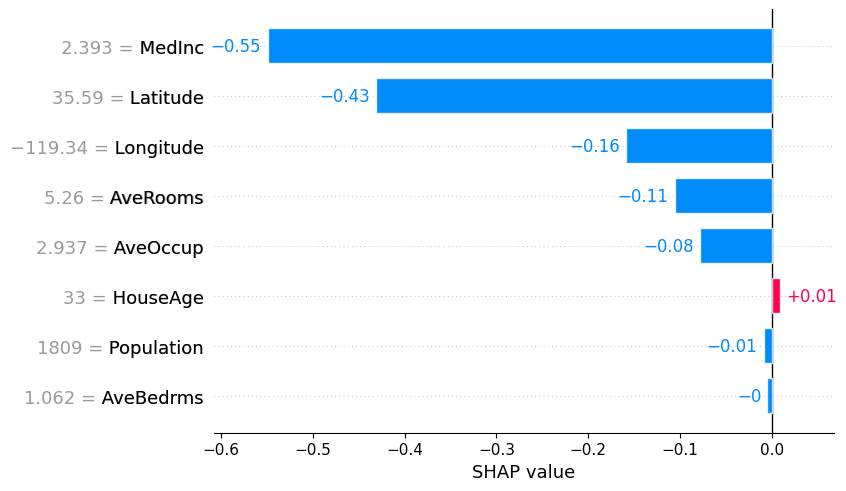 2.393 = MedInc −0.55
35.59 = Latitude −0.43
−119.34 = Longitude −0.16
5.26 = AveRooms −0.11
2.937 = AveOccup −0.08
33 = HouseAge +0.01
1809 = Population −0.01
1.062 = AveBedrms −0
−0.6 −0.5 −0.4 −0.3 −0.2 −0.1 0.0
SHAP value